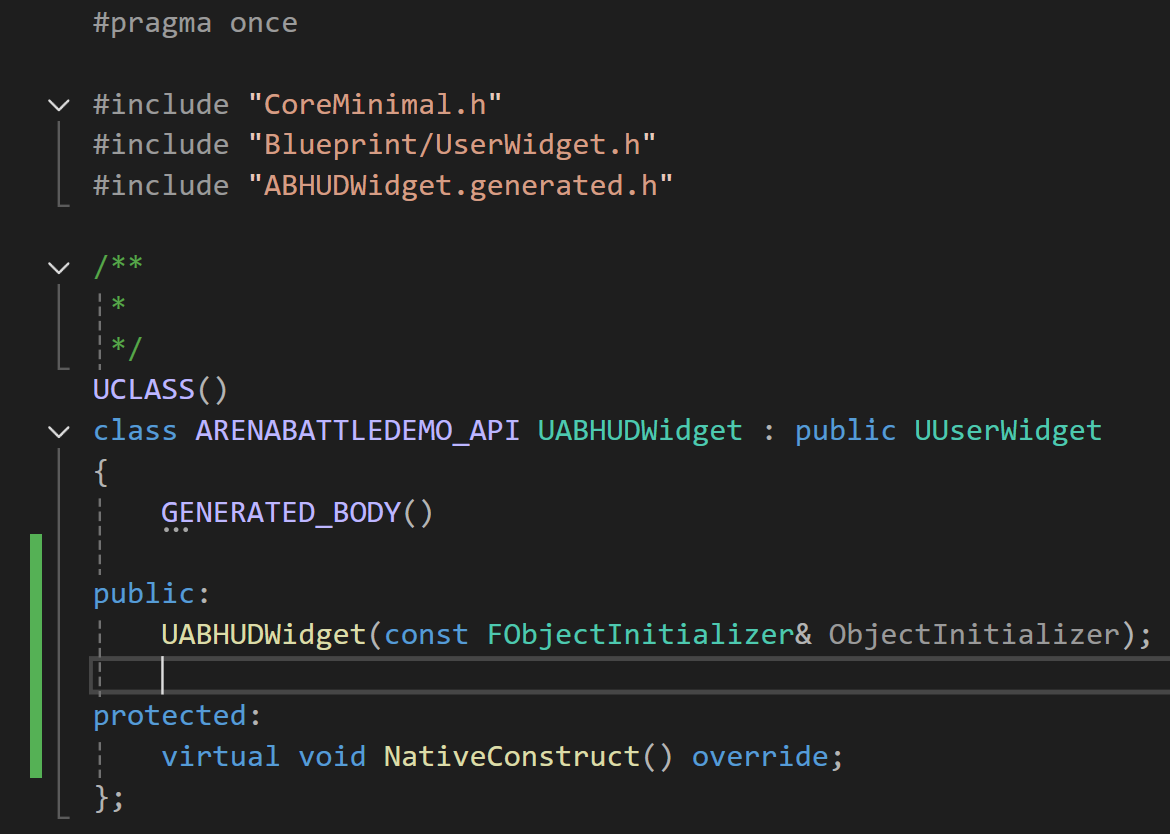 #pragma once
#include "CoreMinimal.h"
#include "Blueprint/UserWidget.h"
#include "ABHUDWidget.generated.h"
/**
*
*/
UCLASS()
class ARENABATTLEDEMO_API UABHUDWidget : public UUserWidget
{
GENERATED_BODY()
public:
UABHUDWidget(const FObjectInitializer& ObjectInitializer);
protected:
virtual void NativeConstruct() override;
};